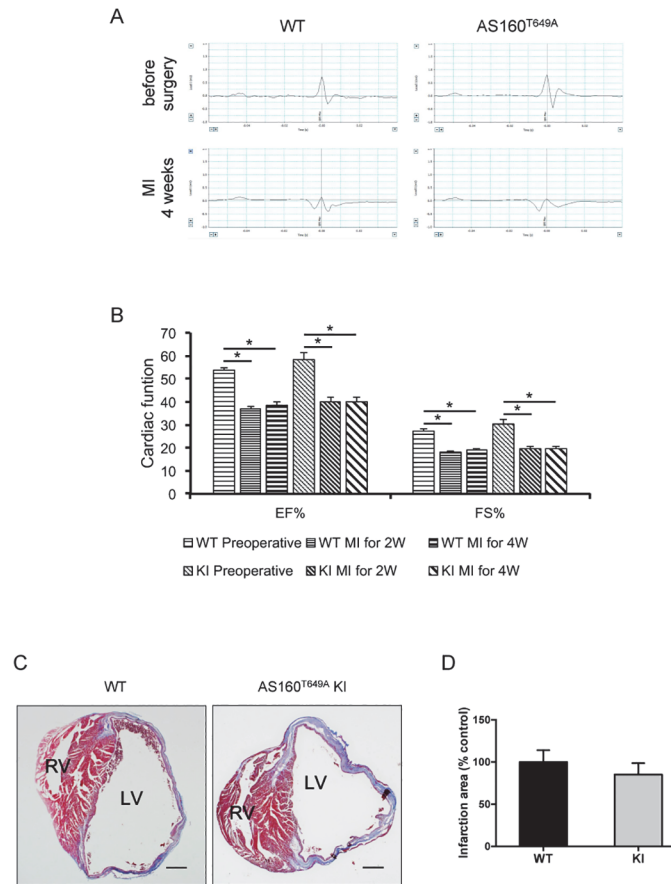 A
WT
AS160T649A
before
surgery
MI
4 weeks
B
Cardiac funtion
70
60
50
40
30
20
10
0
* * * *
* * * *
EF%
FS%
WT Preoperative WT MI for 2W WT MI for 4W
KI Preoperative KI MI for 2W KI MI for 4W
C
WT
AS160T649A KI
RV
LV
RV
LV
D
Infarction area (% control)
150
100
50
0
WT
KI